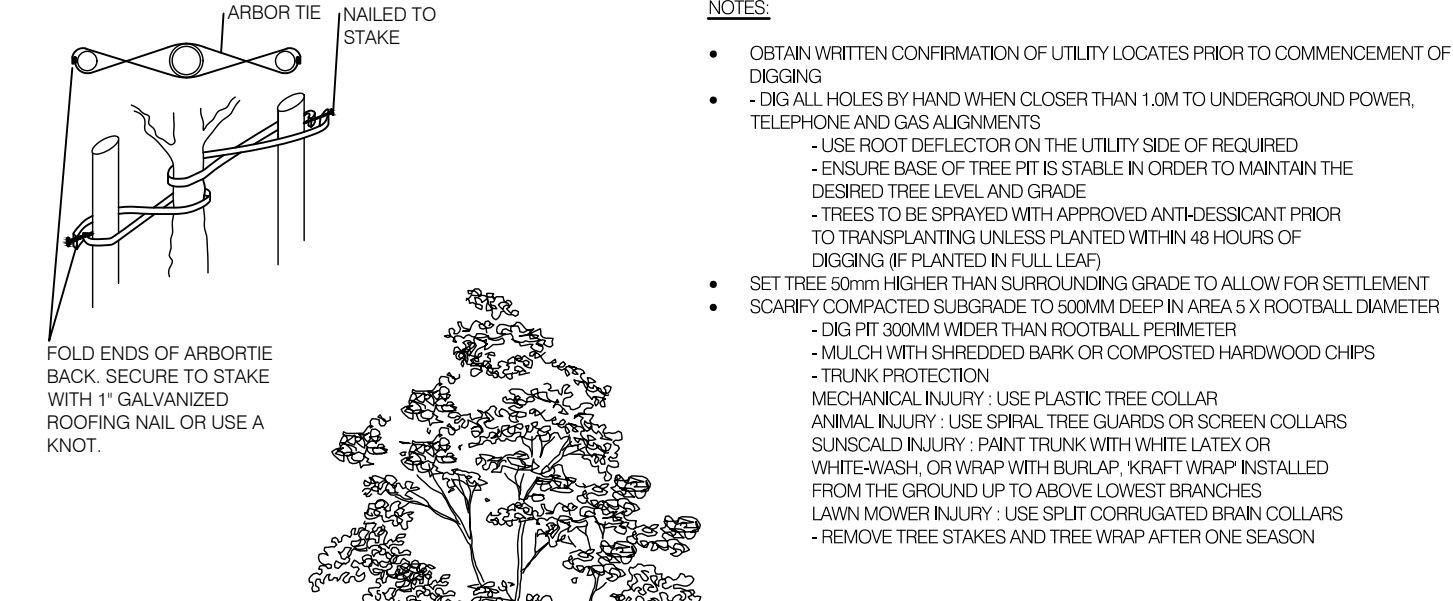 ARBOR TIE
NAILED TO
STAKE
FOLD ENDS OF ARBORTIE
BACK. SECURE TO STAKE
WITH 1" GALVANIZED
ROOFING NAIL OR USE A
KNOT.
NOTES:
• OBTAIN WRITTEN CONFIRMATION OF UTILITY LOCATES PRIOR TO COMMENCEMENT OF
DIGGING
• - DIG ALL HOLES BY HAND WHEN CLOSER THAN 1.0M TO UNDERGROUND POWER,
TELEPHONE AND GAS ALIGNMENTS
- USE ROOT DEFLECTOR ON THE UTILITY SIDE OF REQUIRED
- ENSURE BASE OF TREE PIT IS STABLE IN ORDER TO MAINTAIN THE
DESIRED TREE LEVEL AND GRADE
- TREES TO BE SPRAYED WITH APPROVED ANTI-DESSICANT PRIOR
TO TRANSPLANTING UNLESS PLANTED WITHIN 48 HOURS OF
DIGGING (IF PLANTED IN FULL LEAF)
• SET TREE 50mm HIGHER THAN SURROUNDING GRADE TO ALLOW FOR SETTLEMENT
• SCARIFY COMPACTED SUBGRADE TO 500MM DEEP IN AREA 5 X ROOTBALL DIAMETER
- DIG PIT 300MM WIDER THAN ROOTBALL PERIMETER
- MULCH WITH SHREDDED BARK OR COMPOSTED HARDWOOD CHIPS
- TRUNK PROTECTION
MECHANICAL INJURY : USE PLASTIC TREE COLLAR
ANIMAL INJURY : USE SPIRAL TREE GUARDS OR SCREEN COLLARS
SUNSCALD INJURY : PAINT TRUNK WITH WHITE LATEX OR
WHITE-WASH, OR WRAP WITH BURLAP, 'KRAFT WRAP' INSTALLED
FROM THE GROUND UP TO ABOVE LOWEST BRANCHES
LAWN MOWER INJURY : USE SPLIT CORRUGATED BRAIN COLLARS
- REMOVE TREE STAKES AND TREE WRAP AFTER ONE SEASON